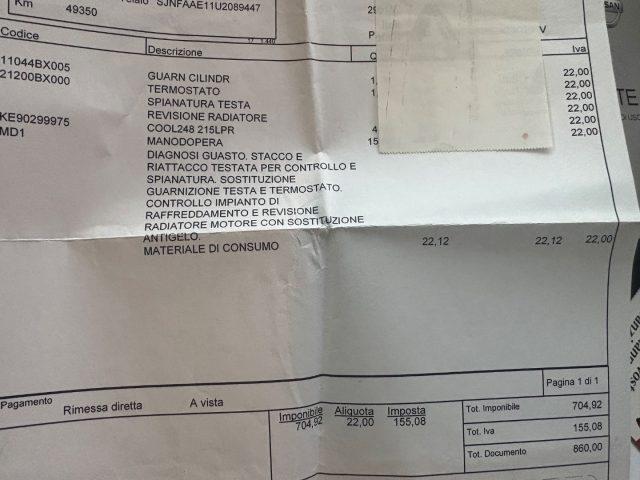 Km 49350 Telaio SJNFAAE11U2089447
Codice Descrizione Iva
11044BX005 GUARN CILINDR 22,00
21200BX000 TERMOSTATO 22,00
SPIANATURA TESTA 22,00
REVISIONE RADIATORE 22,00
KE90299975 COOL248 215LPR 4 22,00
MD1 MANODOPERA 15 22,00
DIAGNOSI GUASTO. STACCO E
RIATTACCO TESTATA PER CONTROLLO E
SPIANATURA. SOSTITUZIONE
GUARNIZIONE TESTA E TERMOSTATO.
CONTROLLO IMPIANTO DI
RAFFREDDAMENTO E REVISIONE
RADIATORE MOTORE CON SOSTITUZIONE
ANTIGELO.
MATERIALE DI CONSUMO 22,12 22,12 22,00
Pagina 1 di 1
Pagamento Rimessa diretta A vista
Imponibile Aliquota Imposta
704,92 22,00 155,08
Tot. Imponibile 704,92
Tot. Iva 155,08
Tot. Documento 860,00